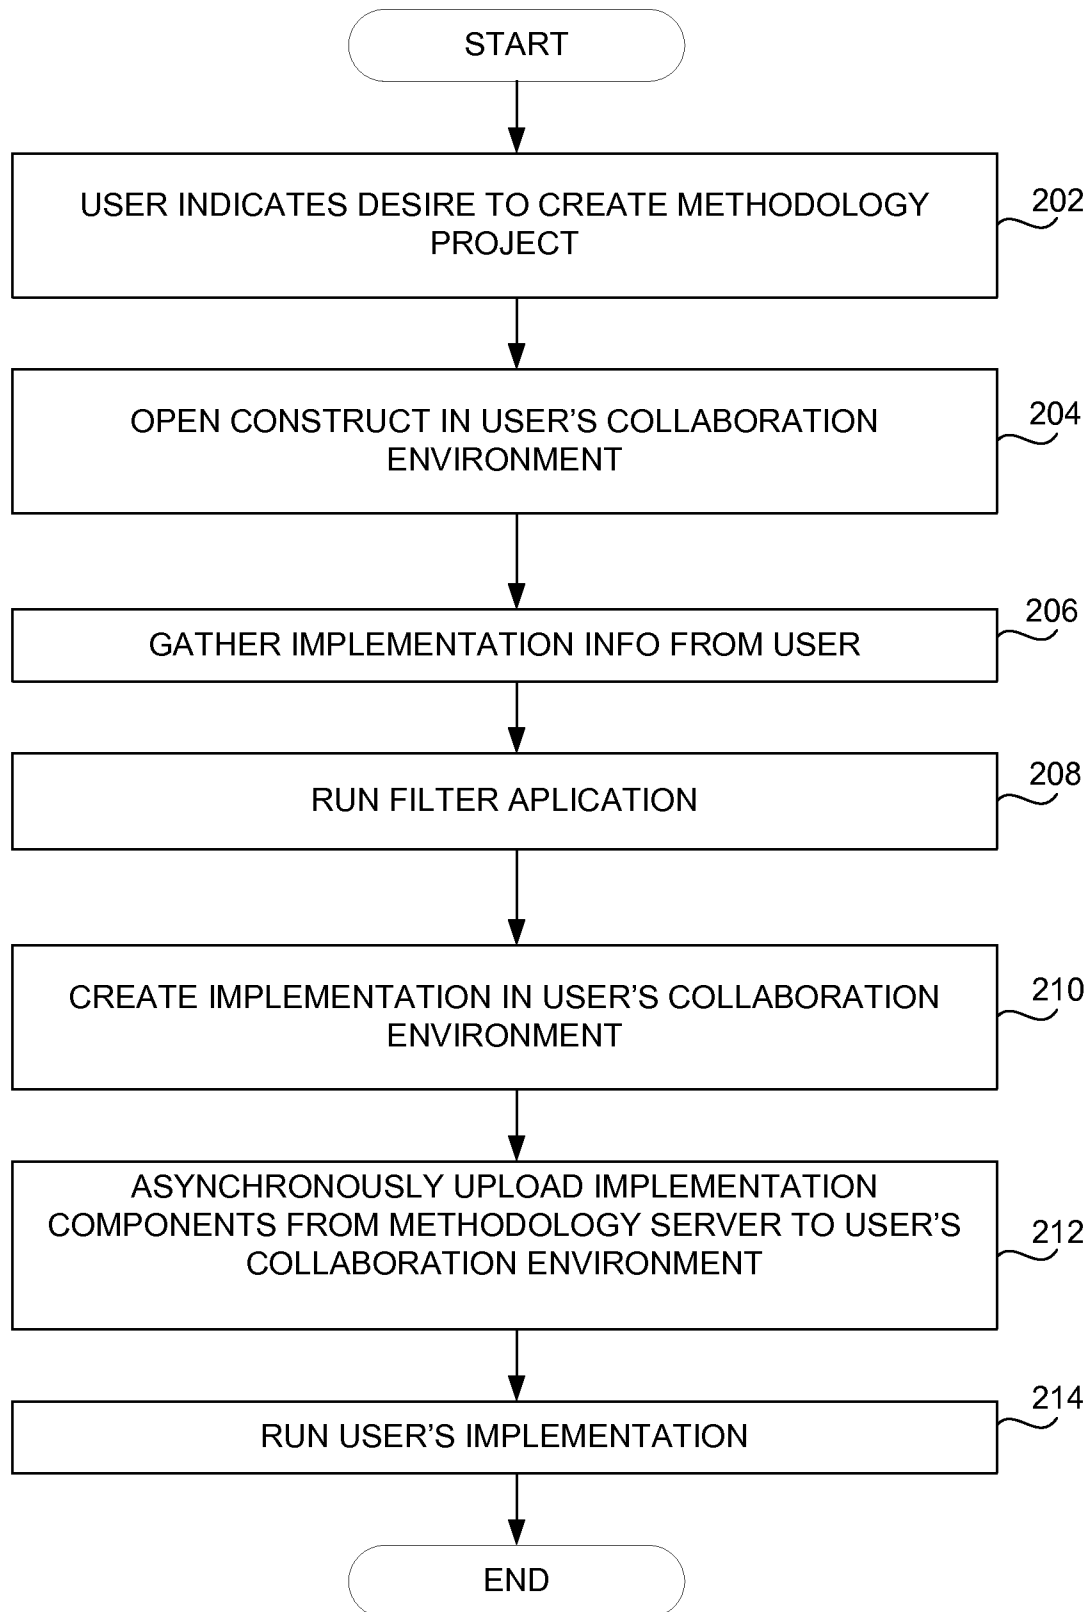 START
USER INDICATES DESIRE TO CREATE METHODOLOGY
PROJECT
202
OPEN CONSTRUCT IN USER’S COLLABORATION
ENVIRONMENT
204
GATHER IMPLEMENTATION INFO FROM USER
206
RUN FILTER APLICATION
208
CREATE IMPLEMENTATION IN USER’S COLLABORATION
ENVIRONMENT
210
ASYNCHRONOUSLY UPLOAD IMPLEMENTATION
COMPONENTS FROM METHODOLOGY SERVER TO USER’S
COLLABORATION ENVIRONMENT
212
RUN USER’S IMPLEMENTATION
214
END